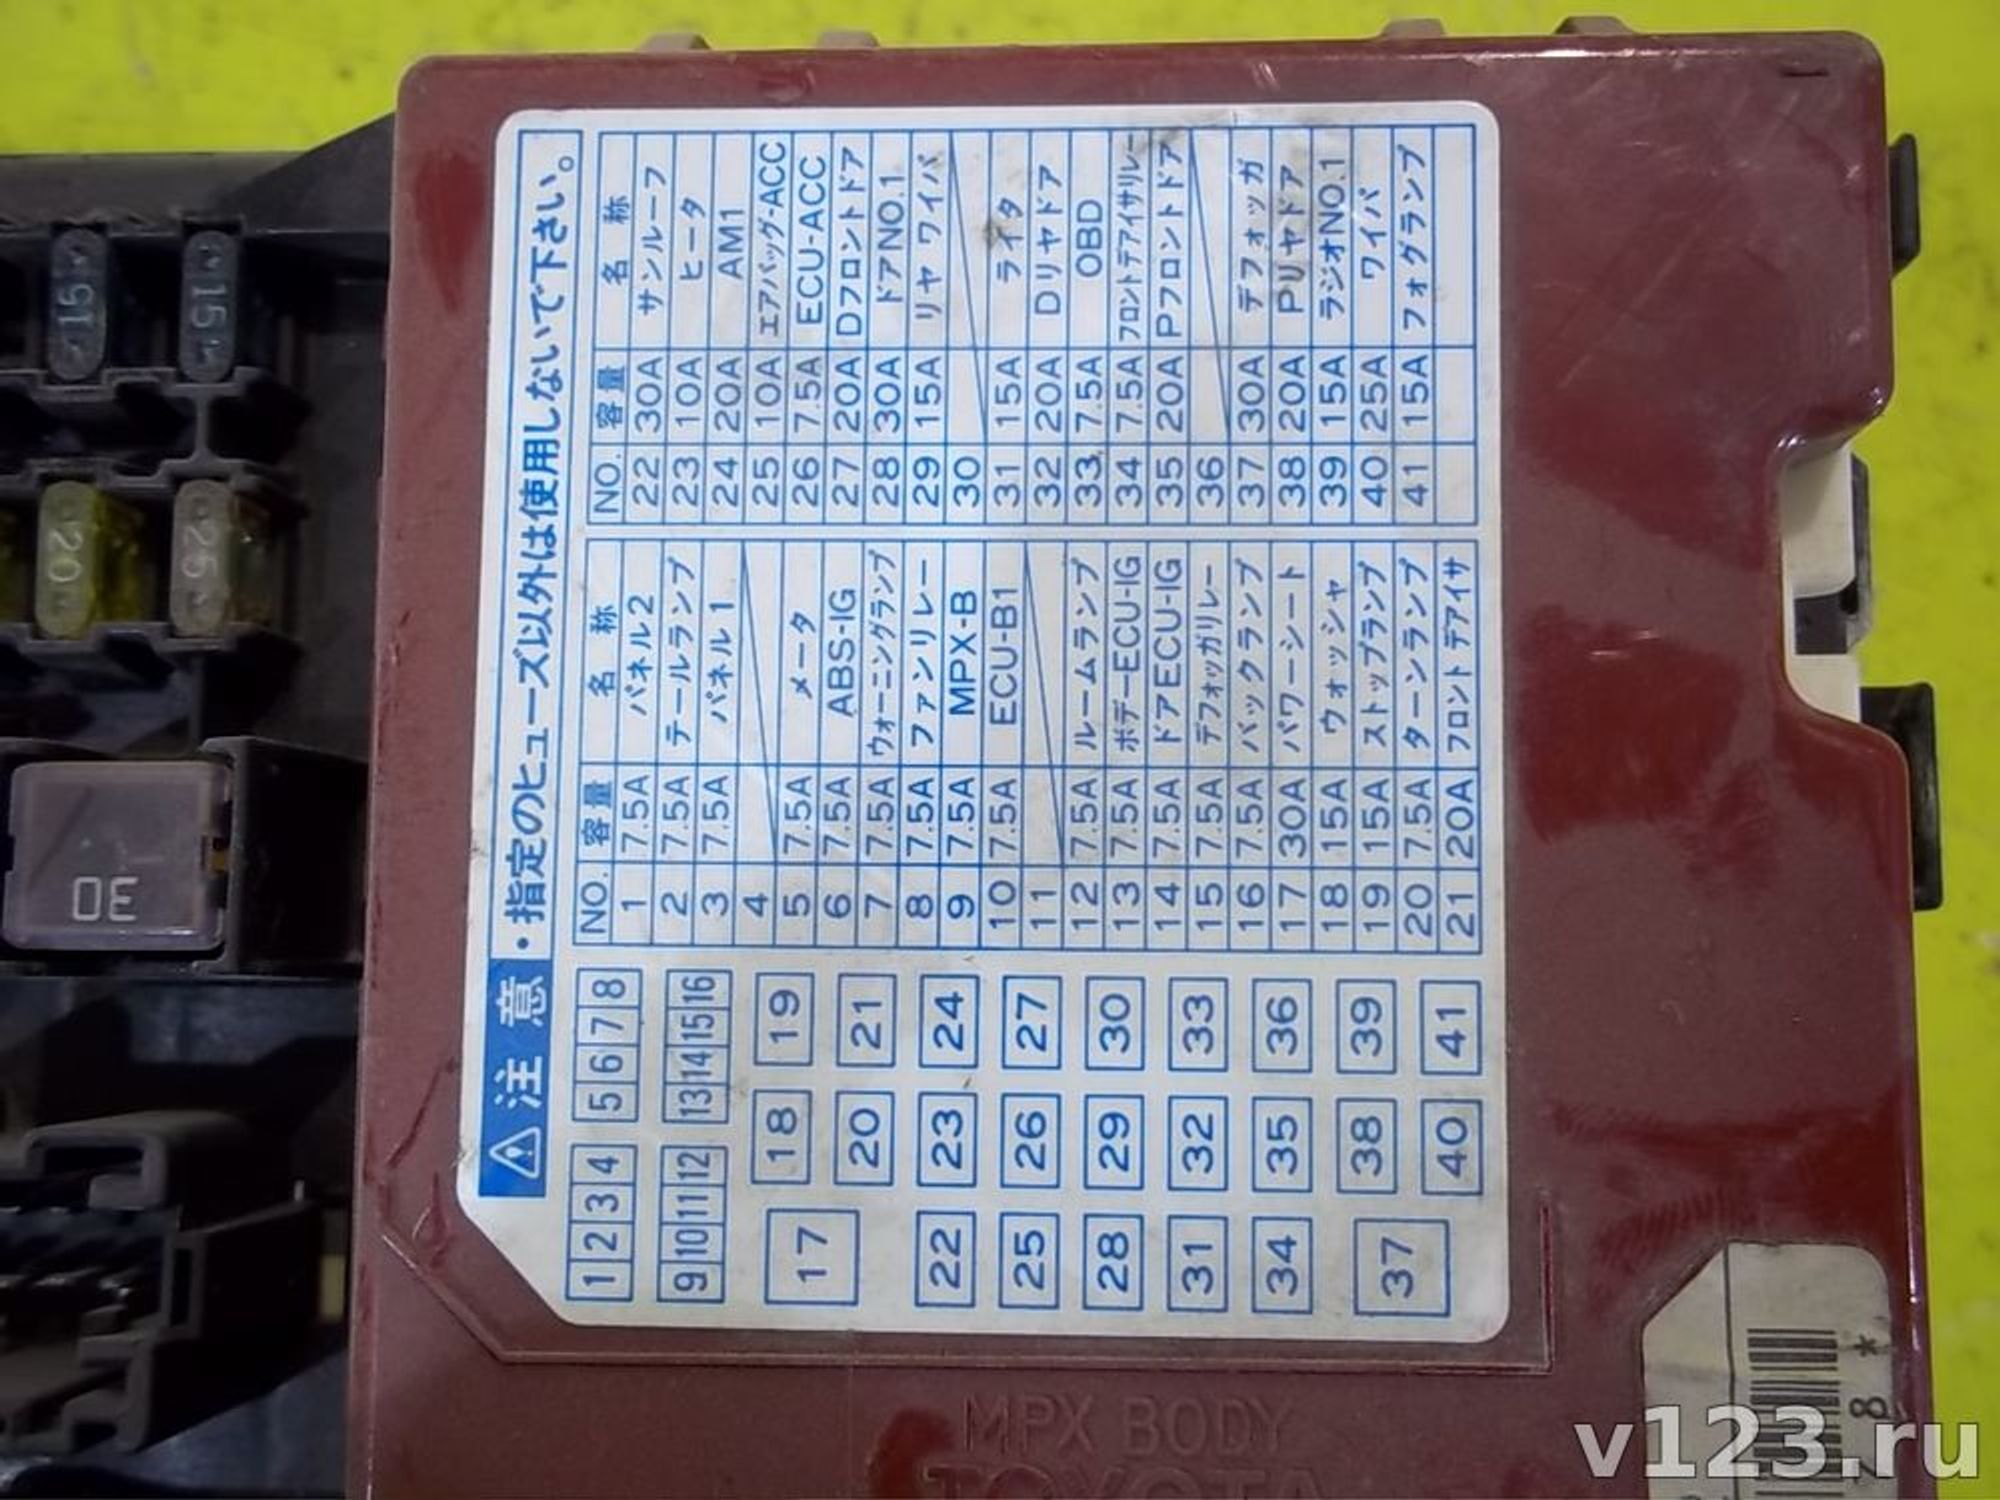 ⚠注意・指定のヒューズ以外は使用しないで下さい。
1 2 3 4 5 6 7 8
9 10 11 12 13 14 15 16
17 18 19
20 21
22 23 24
25 26 27
28 29 30
31 32 33
34 35 36
37 38 39
40 41
NO. 容量 名称
1 7.5A パネル2
2 7.5A テールランプ
3 7.5A パネル1
4
5 7.5A メータ
6 7.5A ABS-IG
7 7.5A ウォーニングランプ
8 7.5A ファンリレー
9 7.5A MPX-B
10 7.5A ECU-B1
11
12 7.5A ルームランプ
13 7.5A ボデーECU-IG
14 7.5A ドアECU-IG
15 7.5A デフォッガリレー
16 7.5A バックランプ
17 30A パワーシート
18 15A ウォッシャ
19 15A ストップランプ
20 7.5A ターンランプ
21 20A フロントデアイサ
NO. 容量 名称
22 30A サンルーフ
23 10A ヒータ
24 20A AM1
25 10A エアバッグ-ACC
26 7.5A ECU-ACC
27 20A Dフロントドア
28 30A ドアNO.1
29 15A リヤワイパ
30
31 15A ライタ
32 20A Dリヤドア
33 7.5A OBD
34 7.5A フロントデアイサリレー
35 20A Pフロントドア
36
37 30A デフォッガ
38 20A Pリヤドア
39 15A ラジオNO.1
40 25A ワイパ
41 15A フォグランプ
MPX BODY
TOYOTA
15
15
20
25
30
8 *
v123.ru